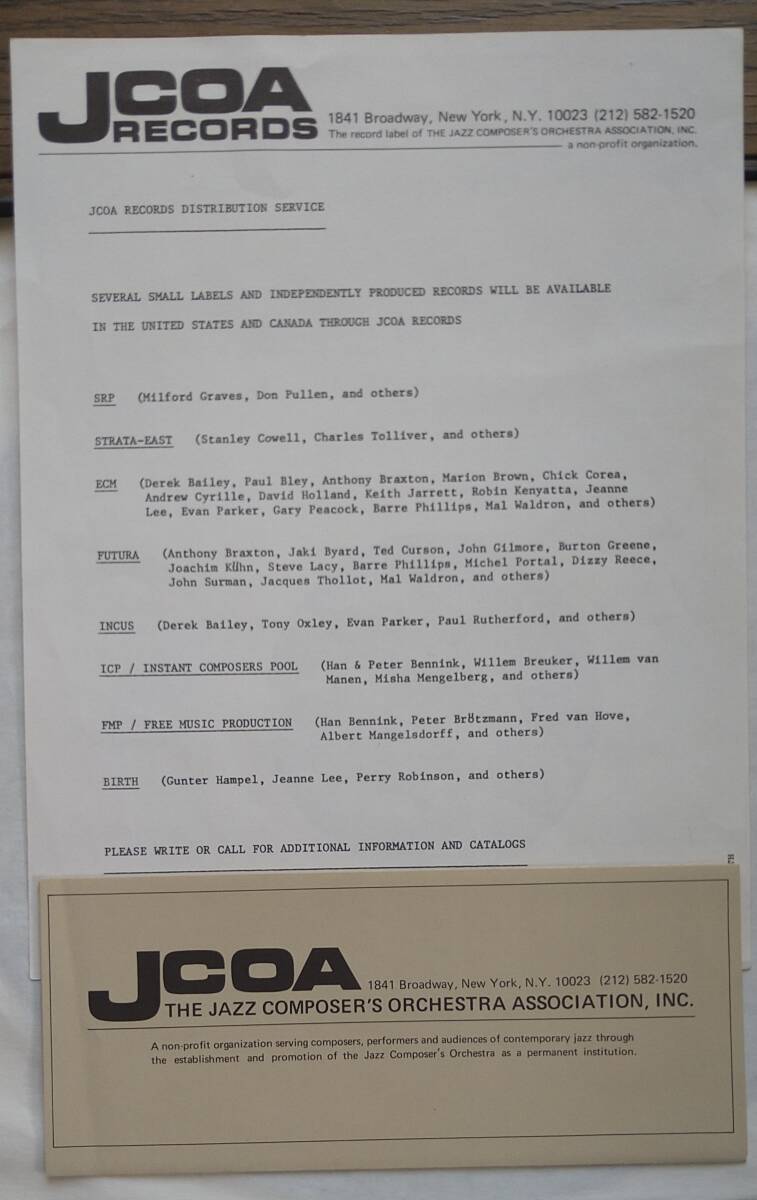 JCOA
RECORDS
1841 Broadway, New York, N.Y. 10023 (212) 582-1520
The record label of THE JAZZ COMPOSER'S ORCHESTRA ASSOCIATION, INC.
a non-profit organization.
JCOA RECORDS DISTRIBUTION SERVICE
SEVERAL SMALL LABELS AND INDEPENDENTLY PRODUCED RECORDS WILL BE AVAILABLE
IN THE UNITED STATES AND CANADA THROUGH JCOA RECORDS
SRP (Milford Graves, Don Pullen, and others)
STRATA-EAST (Stanley Cowell, Charles Tolliver, and others)
ECM (Derek Bailey, Paul Bley, Anthony Braxton, Marion Brown, Chick Corea,
Andrew Cyrille, David Holland, Keith Jarrett, Robin Kenyatta, Jeanne
Lee, Evan Parker, Gary Peacock, Barre Phillips, Mal Waldron, and others)
FUTURA (Anthony Braxton, Jaki Byard, Ted Curson, John Gilmore, Burton Greene,
Joachim Kühn, Steve Lacy, Barre Phillips, Michel Portal, Dizzy Reece,
John Surman, Jacques Thollot, Mal Waldron, and others)
INCUS (Derek Bailey, Tony Oxley, Evan Parker, Paul Rutherford, and others)
ICP / INSTANT COMPOSERS POOL (Han & Peter Bennink, Willem Breuker, Willem van
Manen, Misha Mengelberg, and others)
FMP / FREE MUSIC PRODUCTION (Han Bennink, Peter Brötzmann, Fred van Hove,
Albert Mangelsdorff, and others)
BIRTH (Gunter Hampel, Jeanne Lee, Perry Robinson, and others)
PLEASE WRITE OR CALL FOR ADDITIONAL INFORMATION AND CATALOGS
JCOA
1841 Broadway, New York, N.Y. 10023 (212) 582-1520
THE JAZZ COMPOSER'S ORCHESTRA ASSOCIATION, INC.
A non-profit organization serving composers, performers and audiences of contemporary jazz through
the establishment and promotion of the Jazz Composer's Orchestra as a permanent institution.